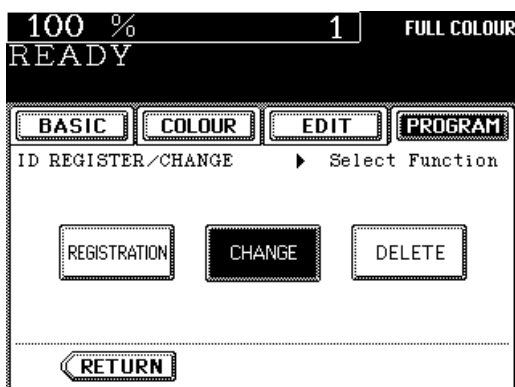 100 % 1 FULL COLOUR
READY
BASIC COLOUR EDIT PROGRAM
ID REGISTER/CHANGE ▶ Select Function
REGISTRATION CHANGE DELETE
RETURN